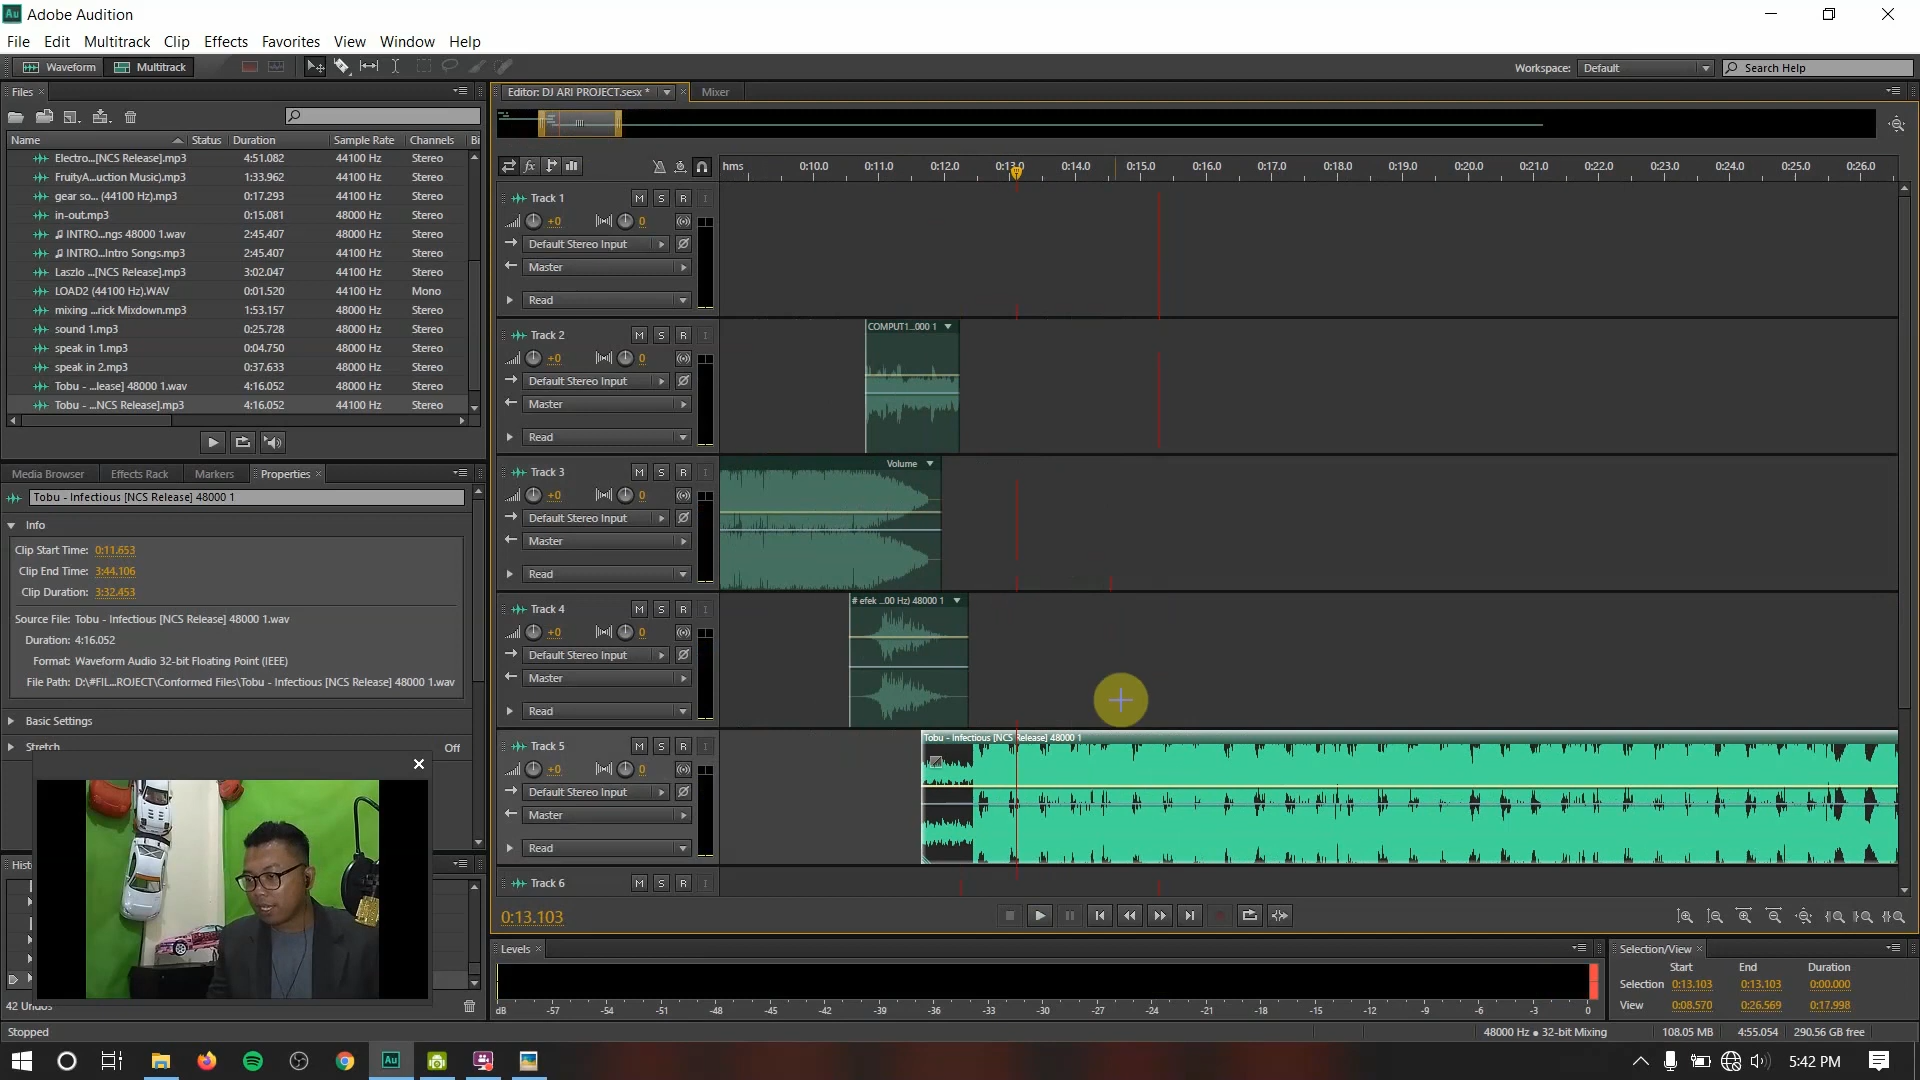 Au Adobe Audition
File Edit Multitrack Clip Effects Favorites View Window Help
Waveform Multitrack Workspace: Default Search Help
Files × Editor: DJ ARI PROJECT.sesx * × Mixer
Name Status Duration Sample Rate Channels Bi
Electro...[NCS Release].mp3 4:51.082 44100 Hz Stereo
FruityA...uction Music).mp3 1:33.962 44100 Hz Stereo
gear so... (44100 Hz).mp3 0:17.293 44100 Hz Stereo
in-out.mp3 0:15.081 48000 Hz Stereo
INTRO...ngs 48000 1.wav 2:45.407 48000 Hz Stereo
INTRO...Intro Songs.mp3 2:45.407 44100 Hz Stereo
Laszlo ...[NCS Release].mp3 3:02.047 44100 Hz Stereo
LOAD2 (44100 Hz).WAV 0:01.520 44100 Hz Mono
mixing ...rick Mixdown.mp3 1:53.157 48000 Hz Stereo
sound 1.mp3 0:25.728 48000 Hz Stereo
speak in 1.mp3 0:04.750 48000 Hz Stereo
speak in 2.mp3 0:37.633 48000 Hz Stereo
Tobu - ...lease] 48000 1.wav 4:16.052 48000 Hz Stereo
Tobu - ...NCS Release].mp3 4:16.052 44100 Hz Stereo
Media Browser Effects Rack Markers Properties ×
Tobu - Infectious [NCS Release] 48000 1
Info
Clip Start Time: 0:11.653
Clip End Time: 3:44.106
Clip Duration: 3:32.453
Source File: Tobu - Infectious [NCS Release] 48000 1.wav
Duration: 4:16.052
Format: Waveform Audio 32-bit Floating Point (IEEE)
File Path: D:\#FIL...ROJECT\Conformed Files\Tobu - Infectious [NCS Release] 48000 1.wav
Basic Settings
Stretch Off
Hist
42 Undos
fx
hms 0:10.0 0:11.0 0:12.0 0:13.0 0:14.0 0:15.0 0:16.0 0:17.0 0:18.0 0:19.0 0:20.0 0:21.0 0:22.0 0:23.0 0:24.0 0:25.0 0:26.0
Track 1 M S R I
+0 0
Default Stereo Input
Master
Read
Track 2 M S R I
+0 0
Default Stereo Input
Master
Read
COMPUT1...000 1
Track 3 M S R I
+0 0
Default Stereo Input
Master
Read
Volume
Track 4 M S R I
+0 0
Default Stereo Input
Master
Read
# efek ...00 Hz) 48000 1
Track 5 M S R I
+0 0
Default Stereo Input
Master
Read
Tobu - Infectious [NCS Release] 48000 1
Track 6 M S R I
0:13.103
Levels ×
dB -57 -54 -51 -48 -45 -42 -39 -36 -33 -30 -27 -24 -21 -18 -15 -12 -9 -6 -3 0
Selection/View ×
Start End Duration
Selection 0:13.103 0:13.103 0:00.000
View 0:08.570 0:26.569 0:17.998
Stopped 48000 Hz ● 32-bit Mixing 108.05 MB 4:55.054 290.56 GB free
Au 5:42 PM